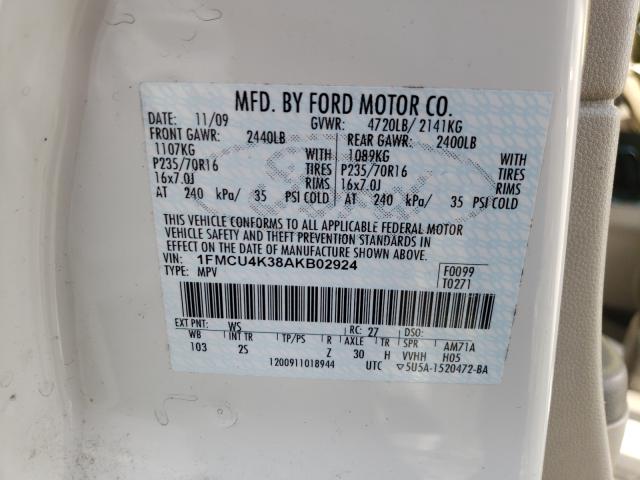 MFD. BY FORD MOTOR CO.
DATE: 11/09 GVWR: 4720LB/ 2141KG
FRONT GAWR: 2440LB REAR GAWR: 2400LB
1107KG WITH 1089KG WITH
P235/70R16 TIRES P235/70R16 TIRES
16x7.0J RIMS 16x7.0J RIMS
AT 240 kPa/ 35 PSI COLD AT 240 kPa/ 35 PSI COLD
THIS VEHICLE CONFORMS TO ALL APPLICABLE FEDERAL MOTOR
VEHICLE SAFETY AND THEFT PREVENTION STANDARDS IN
EFFECT ON THE DATE OF MANUFACTURE SHOWN ABOVE.
VIN: 1FMCU4K38AKB02924 F0099
TYPE: MPV T0271
EXT PNT: WS RC: 27 DSO:
WB INT TR TP/PS R AXLE TR SPR AM71A
103 2S Z 30 H VVHH H05
1200911018944 UTC ▽5U5A-1520472-BA